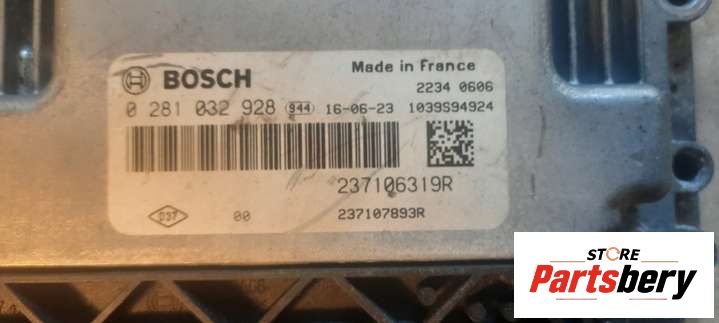 BOSCH
Made in France
2234 0606
0 281 032 928 944 16-06-23 1039S94924
237106319R
D37 00 237107893R
STORE
Partsbery